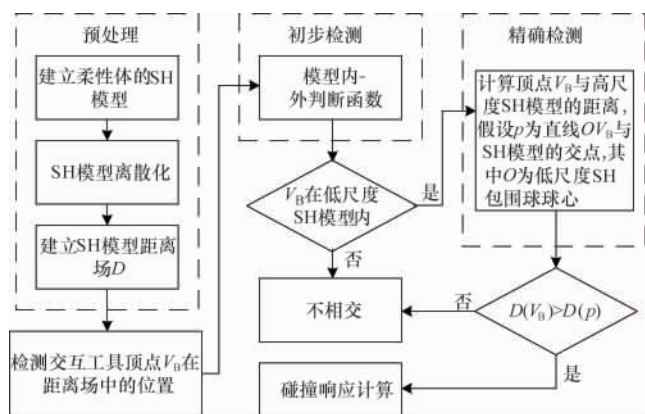 预处理
建立柔性体的SH
模型
SH模型离散化
建立SH模型距离
场D
检测交互工具顶点VB在
距离场中的位置
初步检测
模型内-
外判断函数
VB在低尺度
SH模型内
是
否
不相交
精确检测
计算顶点VB与高尺
度SH模型的距离,
假设p为直线OVB与
SH模型的交点,其
中O为低尺度SH
包围球球心
D(VB)>D(p)
否
是
碰撞响应计算